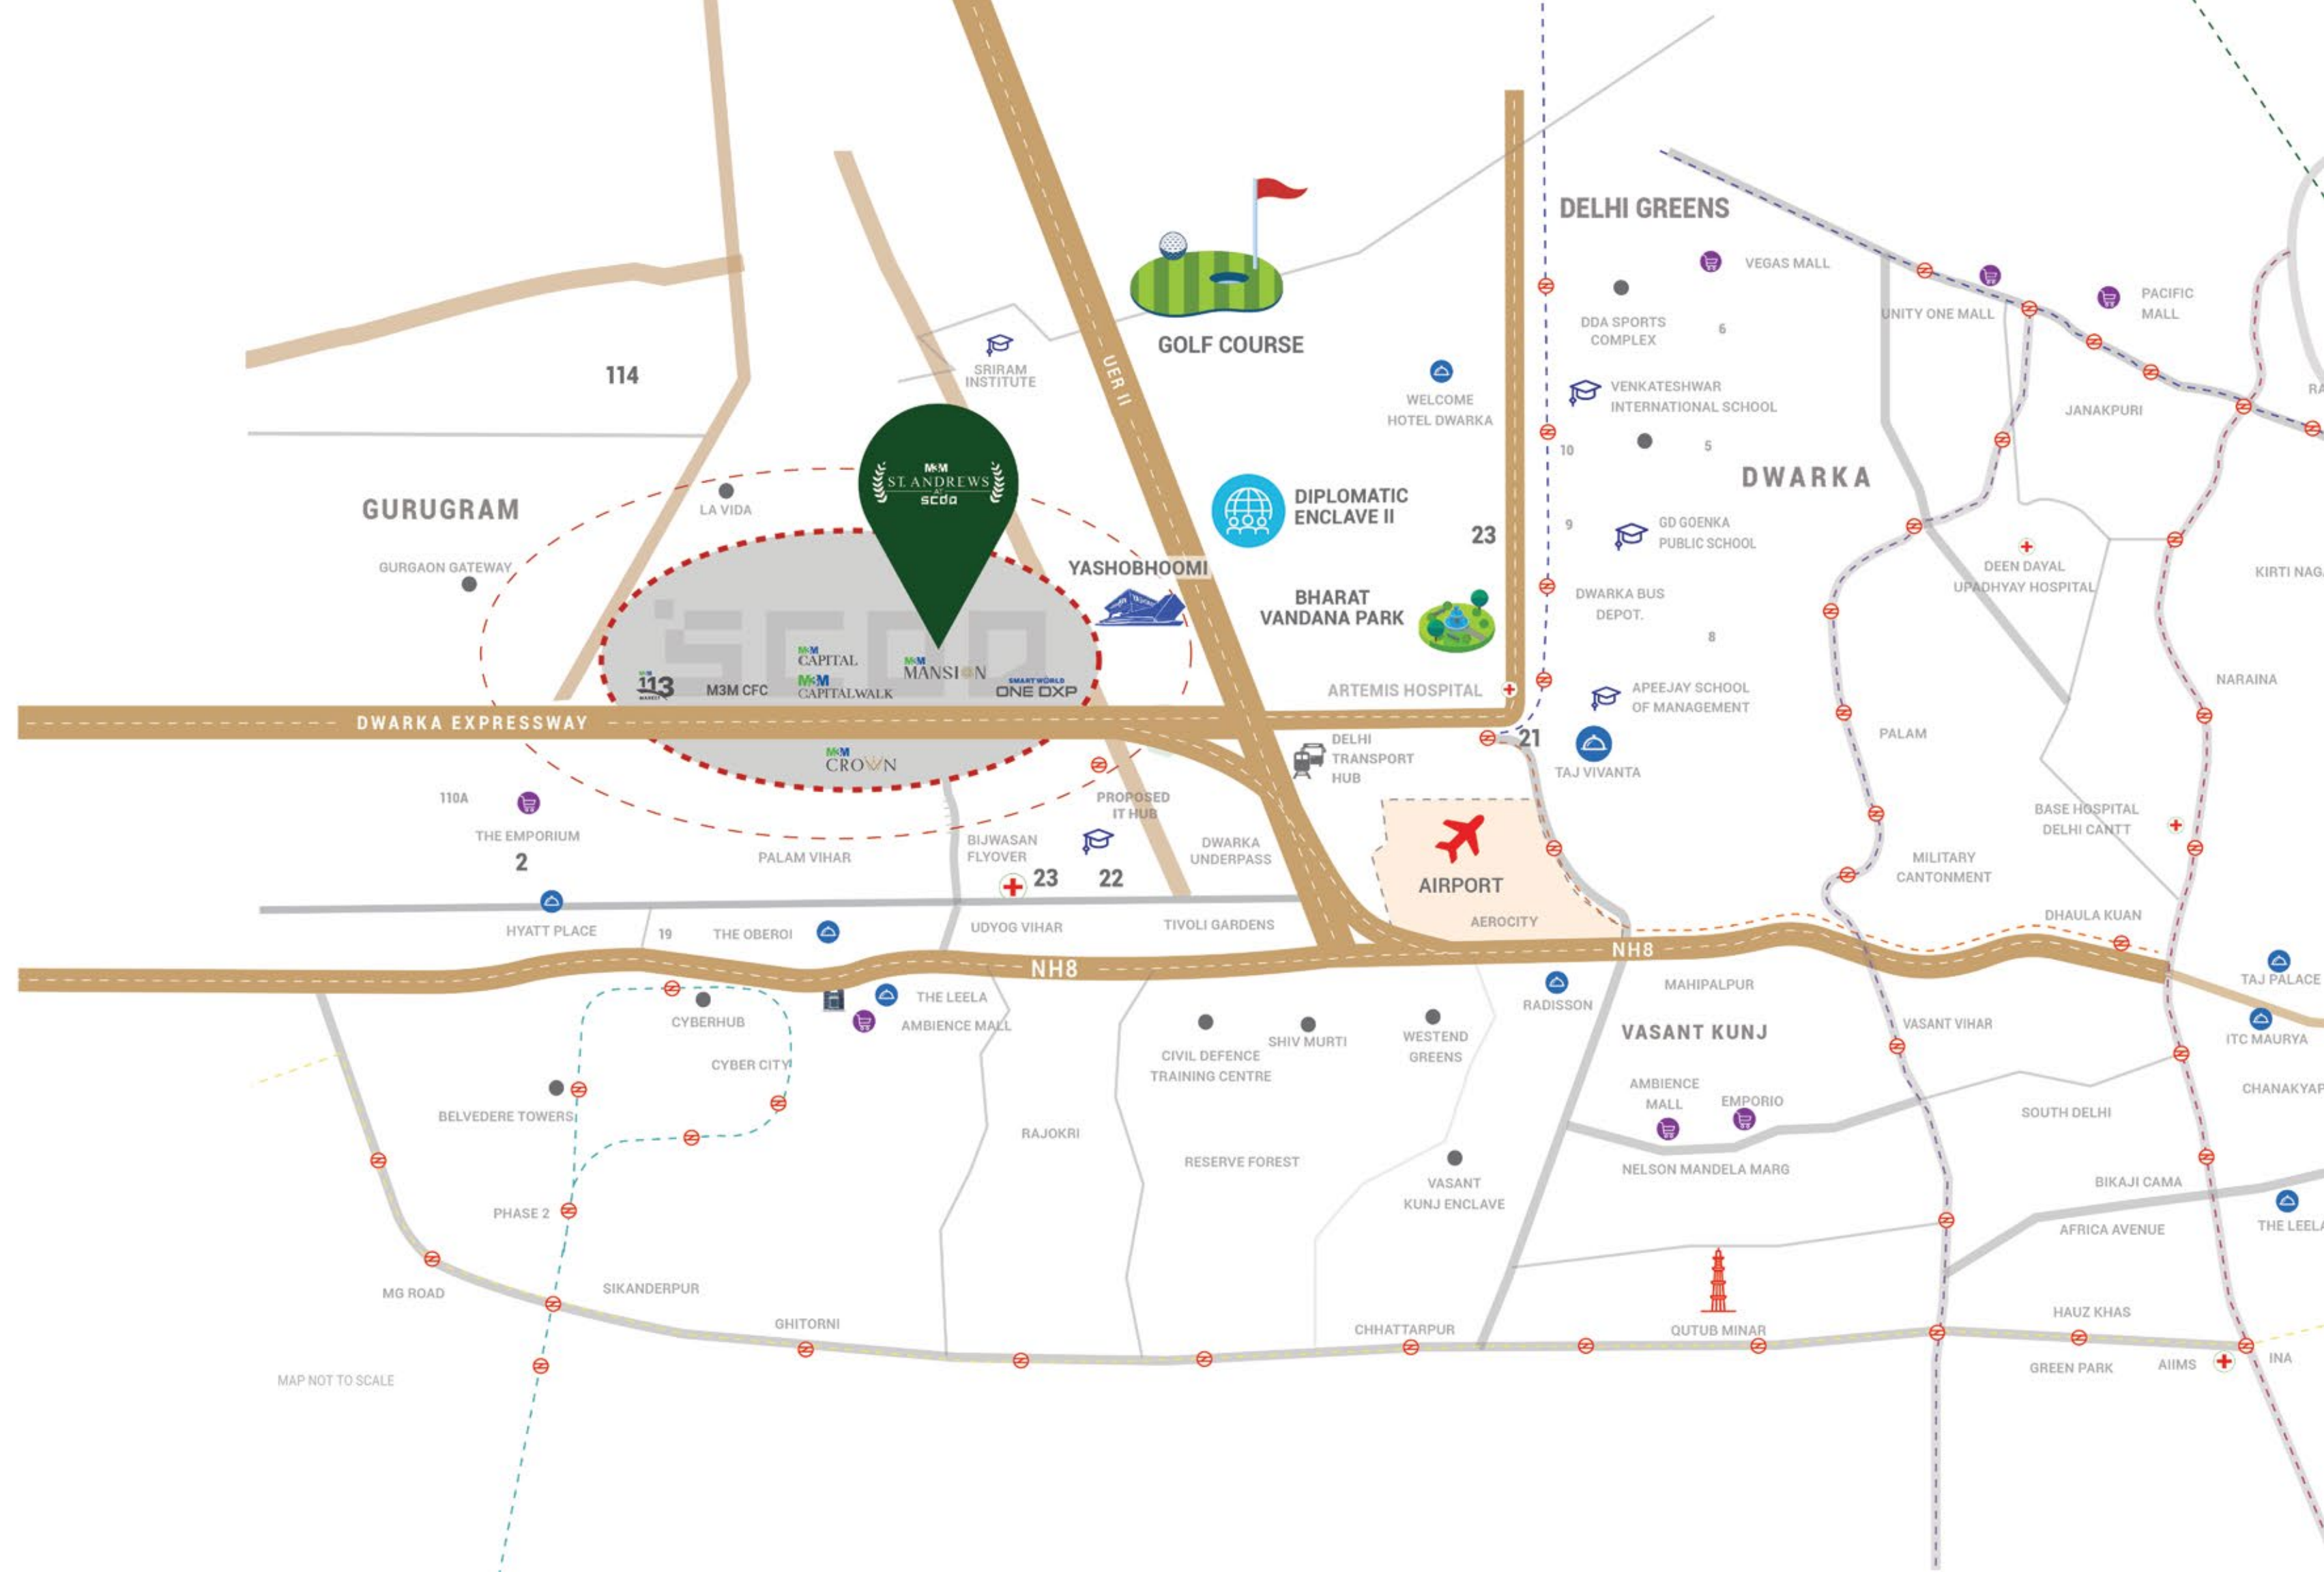 DELHI GREENS
VEGAS MALL
UNITY ONE MALL
PACIFIC
MALL
DDA SPORTS
COMPLEX
6
GOLF COURSE
UER II
SRIRAM
INSTITUTE
114
WELCOME
HOTEL DWARKA
VENKATESHWAR
INTERNATIONAL SCHOOL
JANAKPURI
RA
10
5
DWARKA
M3M
ST. ANDREWS
AT
scda
GURUGRAM
LA VIDA
DIPLOMATIC
ENCLAVE II
23
9
GD GOENKA
PUBLIC SCHOOL
GURGAON GATEWAY
YASHOBHOOMI
DEEN DAYAL
UPADHYAY HOSPITAL
KIRTI NAG
BHARAT
VANDANA PARK
DWARKA BUS
DEPOT.
8
SCDA
M3M
CAPITAL
M3M
MANSION
M3M
113
MARKET
M3M CFC
M3M
CAPITALWALK
SMARTWORLD
ONE DXP
ARTEMIS HOSPITAL
APEEJAY SCHOOL
OF MANAGEMENT
NARAINA
DWARKA EXPRESSWAY
M3M
CROWN
DELHI
TRANSPORT
HUB
21
TAJ VIVANTA
PALAM
110A
THE EMPORIUM
2
PALAM VIHAR
PROPOSED
IT HUB
BIJWASAN
FLYOVER
23
22
DWARKA
UNDERPASS
AIRPORT
AEROCITY
BASE HOSPITAL
DELHI CANTT
MILITARY
CANTONMENT
DHAULA KUAN
HYATT PLACE
19
THE OBEROI
UDYOG VIHAR
TIVOLI GARDENS
NH8
NH8
TAJ PALACE
THE LEELA
AMBIENCE MALL
RADISSON
MAHIPALPUR
CYBERHUB
CYBER CITY
CIVIL DEFENCE
TRAINING CENTRE
SHIV MURTI
WESTEND
GREENS
VASANT KUNJ
VASANT VIHAR
ITC MAURYA
CHANAKYAP
BELVEDERE TOWERS
RAJOKRI
AMBIENCE
MALL
EMPORIO
SOUTH DELHI
RESERVE FOREST
VASANT
KUNJ ENCLAVE
NELSON MANDELA MARG
BIKAJI CAMA
PHASE 2
AFRICA AVENUE
THE LEELA
MG ROAD
SIKANDERPUR
GHITORNI
CHHATTARPUR
QUTUB MINAR
HAUZ KHAS
GREEN PARK
AIIMS
INA
MAP NOT TO SCALE